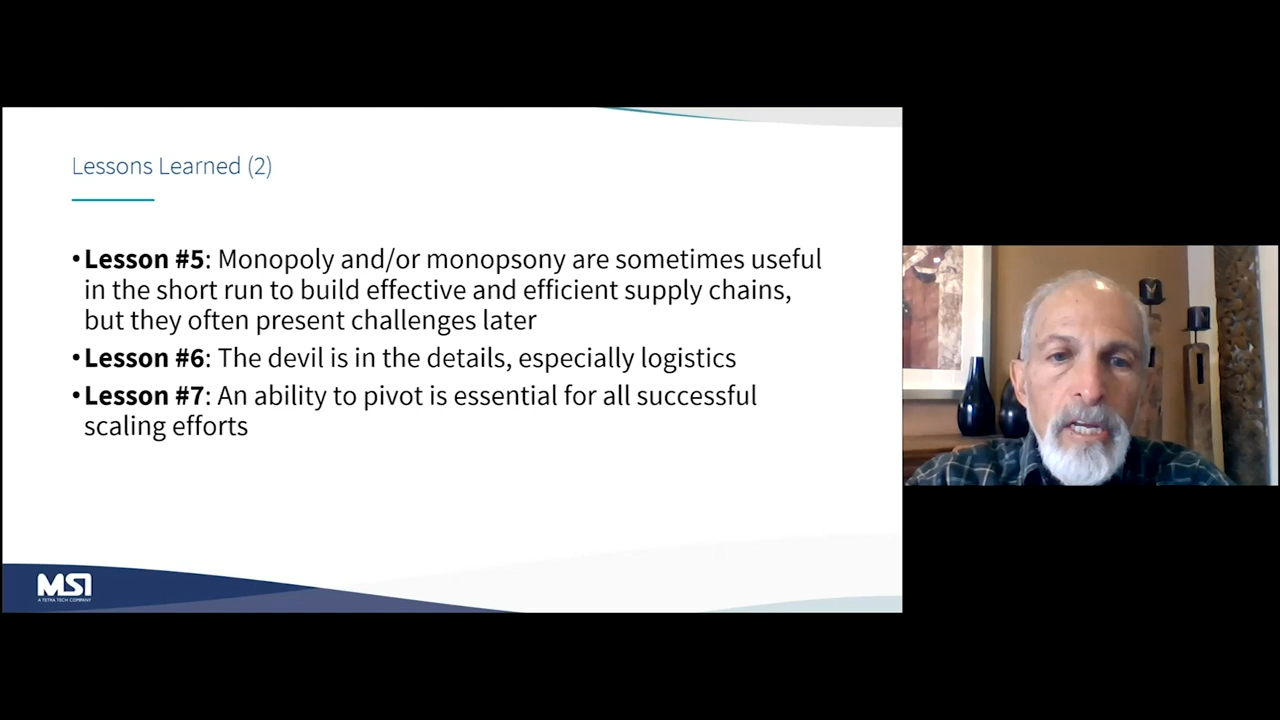 Lessons Learned (2)
•Lesson #5: Monopoly and/or monopsony are sometimes useful
in the short run to build effective and efficient supply chains,
but they often present challenges later
•Lesson #6: The devil is in the details, especially logistics
•Lesson #7: An ability to pivot is essential for all successful
scaling efforts
MSI
A TETRA TECH COMPANY